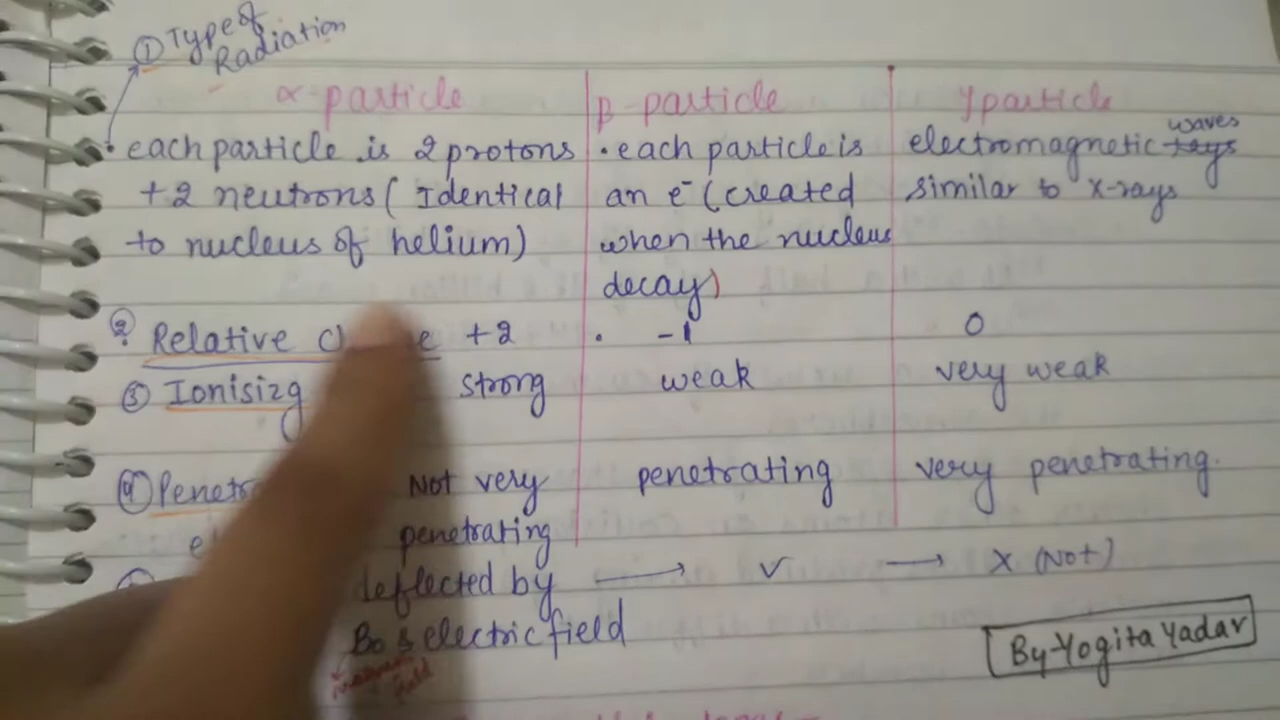 ① Type of
Radiation
α-particle
β-particle
γ particle
• each particle is 2 protons
+2 neutrons ( Identical
to nucleus of helium)
• each particle is
an e⁻ (created
when the nucleus
decay)
waves
electromagnetic rays
similar to X-rays
② Relative +2 • -1 0
③ Ionisizg strong weak very weak
④ Not very penetrating very penetrating.
penetrating
deflected by → ✓ → X (Not)
electric field
field
By-Yogita Yadav